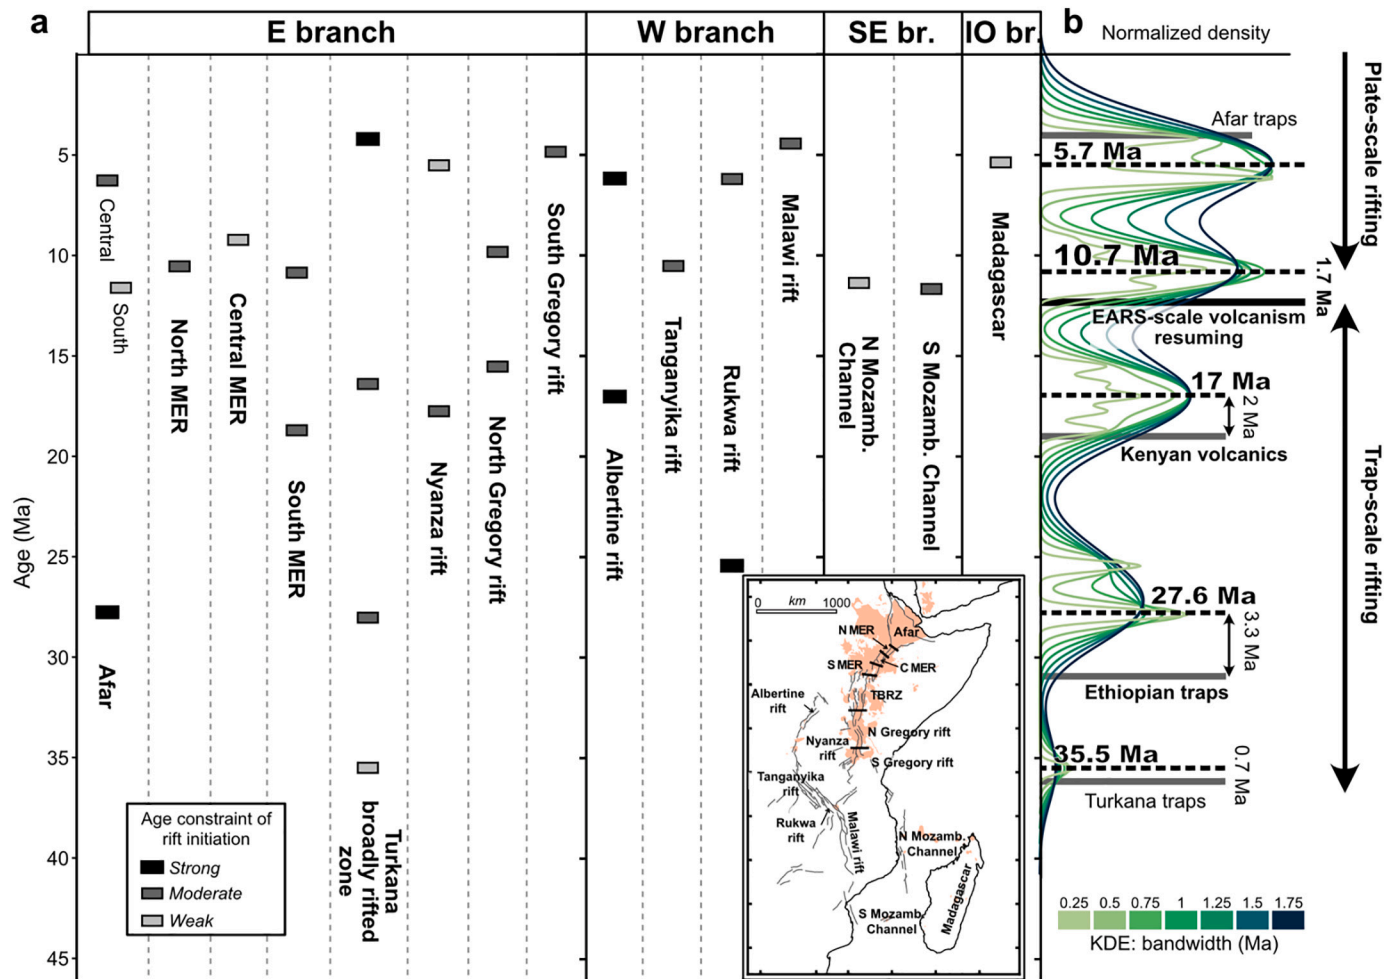 a
E branch
W branch
SE br.
IO br.
b
Normalized density
Age (Ma)
5
10
15
20
25
30
35
40
45
Central
South
Afar
North MER
Central MER
South MER
Turkana
broadly rifted
zone
Nyanza rift
North Gregory rift
South Gregory rift
Albertine rift
Tanganyika rift
Rukwa rift
Malawi rift
N Mozamb.
Channel
S Mozamb. Channel
Madagascar
Age constraint of
rift initiation
Strong
Moderate
Weak
0 km 1000
N MER
Afar
S MER
C MER
TBRZ
Albertine
rift
N Gregory rift
Nyanza
rift
S Gregory rift
Tanganyika
rift
Rukwa
rift
Malawi rift
N Mozamb.
Channel
S Mozamb.
Channel
Madagascar
Afar traps
5.7 Ma
10.7 Ma
1.7 Ma
EARS-scale volcanism
resuming
17 Ma
2 Ma
Kenyan volcanics
27.6 Ma
3.3 Ma
Ethiopian traps
35.5 Ma
0.7 Ma
Turkana traps
Plate-scale rifting
Trap-scale rifting
0.25 0.5 0.75 1 1.25 1.5 1.75
KDE: bandwidth (Ma)